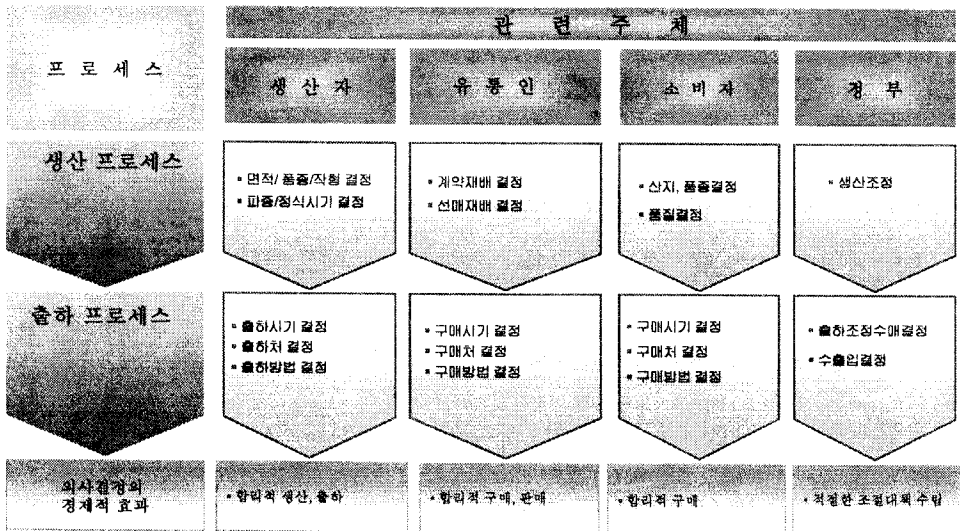 관 련 주 체
프 로 세 스
생 산 자
유 통 인
소 비 자
정 부
생산 프로세스
▪ 면적/ 품종/작형 결정
▪ 파종/정식시기 결정
▪ 계약재배 결정
▪ 선매재배 결정
▪ 산지, 품종결정
▪ 품질결정
▪ 생산조정
출하 프로세스
▪ 출하시기 결정
▪ 출하처 결정
▪ 출하방법 결정
▪ 구매시기 결정
▪ 구매처 결정
▪ 구매방법 결정
▪ 구매시기 결정
▪ 구매처 결정
▪ 구매방법 결정
▪ 출하조정수매결정
▪ 수출입결정
의사결정의
경제적 효과
▪ 합리적 생산, 출하
▪ 합리적 구매, 판매
▪ 합리적 구매
▪ 적절한 조절대책 수립